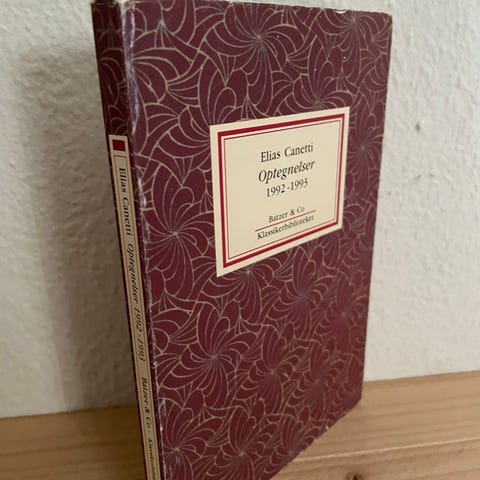 Elias Canetti
Optegnelser
1992-1993
Batzer & Co
Klassikerbiblioteket
Elias Canetti Optegnelser 1992-1993 Batzer & Co.